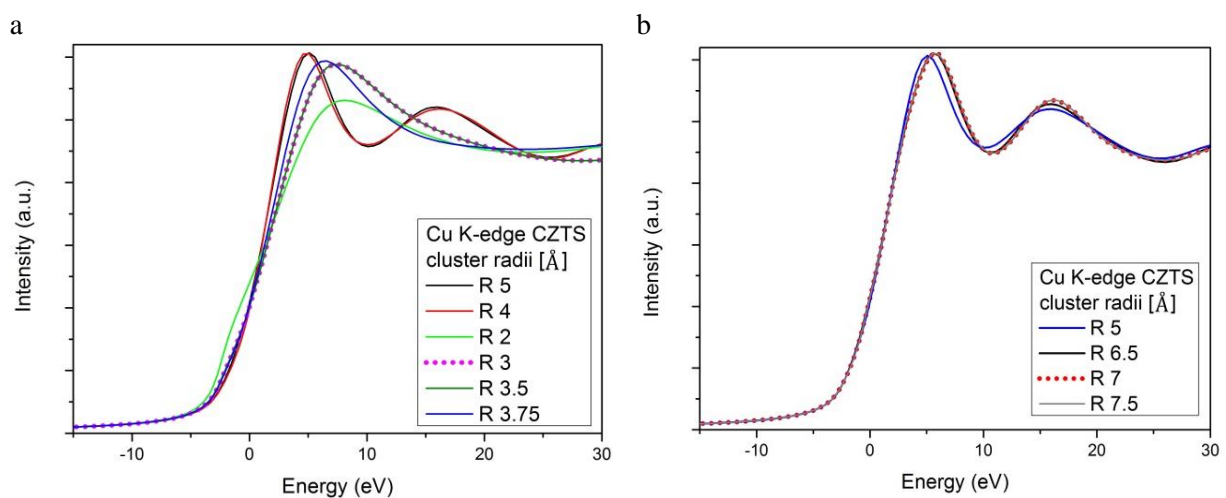 a
Intensity (a.u.)
Cu K-edge CZTS
cluster radii [Å]
R 5
R 4
R 2
R 3
R 3.5
R 3.75
-10
0
10
20
30
Energy (eV)
b
Intensity (a.u.)
Cu K-edge CZTS
cluster radii [Å]
R 5
R 6.5
R 7
R 7.5
-10
0
10
20
30
Energy (eV)